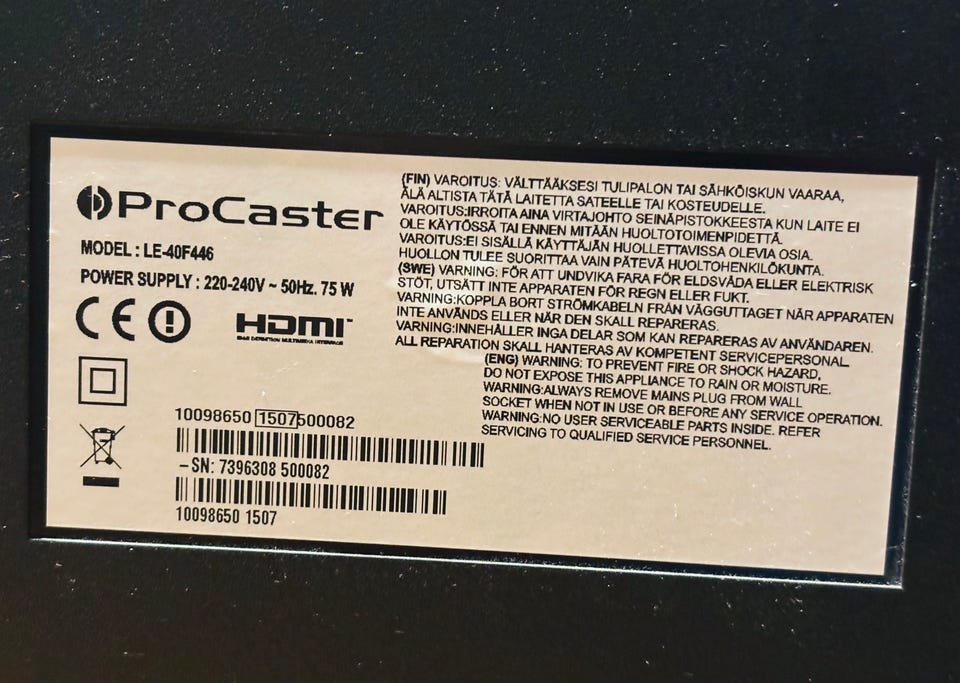 ProCaster
MODEL : LE-40F446
POWER SUPPLY : 220-240V ~ 50Hz. 75 W
CE
HDMI™
HIGH DEFINITION MULTIMEDIA INTERFACE
10098650 1507500082
-SN: 7396308 500082
10098650 1507
(FIN) VAROITUS: VÄLTTÄÄKSESI TULIPALON TAI SÄHKÖISKUN VAARAA,
ÄLÄ ALTISTA TÄTÄ LAITETTA SATEELLE TAI KOSTEUDELLE.
VAROITUS:IRROITA AINA VIRTAJOHTO SEINÄPISTOKKEESTA KUN LAITE EI
OLE KÄYTÖSSÄ TAI ENNEN MITÄÄN HUOLTOTOIMENPIDETTÄ.
VAROITUS:EI SISÄLLÄ KÄYTTÄJÄN HUOLLETTAVISSA OLEVIA OSIA.
HUOLLON TULEE SUORITTAA VAIN PÄTEVÄ HUOLTOHENKILÖKUNTA.
(SWE) VARNING: FÖR ATT UNDVIKA FARA FÖR ELDSVÅDA ELLER ELEKTRISK
STÖT, UTSÄTT INTE APPARATEN FÖR REGN ELLER FUKT.
VARNING:KOPPLA BORT STRÖMKABELN FRÅN VÄGGUTTAGET NÄR APPARATEN
INTE ANVÄNDS ELLER NÄR DEN SKALL REPARERAS.
VARNING:INNEHÅLLER INGA DELAR SOM KAN REPARERAS AV ANVÄNDAREN.
ALL REPARATION SKALL HANTERAS AV KOMPETENT SERVICEPERSONAL.
(ENG) WARNING: TO PREVENT FIRE OR SHOCK HAZARD,
DO NOT EXPOSE THIS APPLIANCE TO RAIN OR MOISTURE.
WARNING:ALWAYS REMOVE MAINS PLUG FROM WALL
SOCKET WHEN NOT IN USE OR BEFORE ANY SERVICE OPERATION.
WARNING:NO USER SERVICEABLE PARTS INSIDE. REFER
SERVICING TO QUALIFIED SERVICE PERSONNEL.